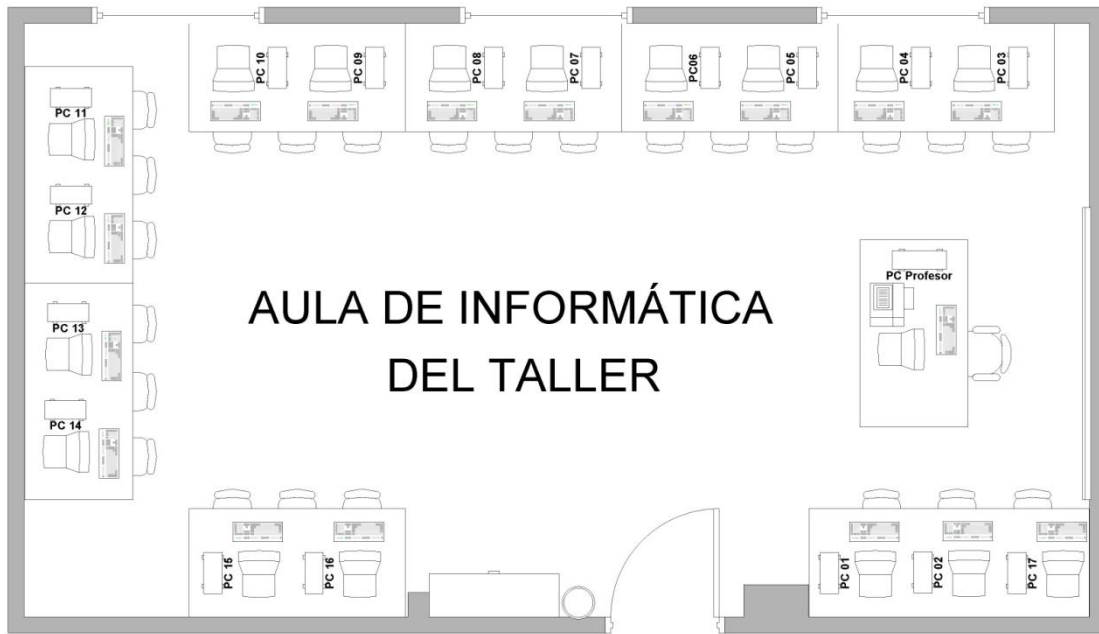 PC 10
PC 09
PC 08
PC 07
PC06
PC 05
PC 04
PC 03
PC 11
PC 12
PC 13
PC 14
PC Profesor
AULA DE INFORMÁTICA
DEL TALLER
PC 15
PC 16
PC 01
PC 02
PC 17